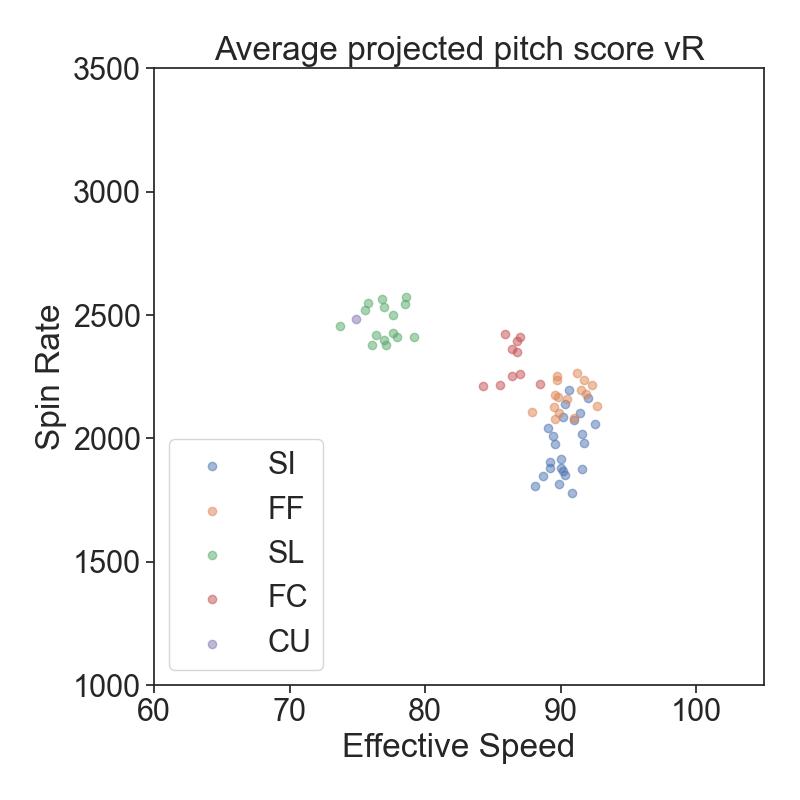 Average projected pitch score vR
3500
3000
2500
2000
1500
1000
Spin Rate
SI
FF
SL
FC
CU
60 70 80 90 100
Effective Speed